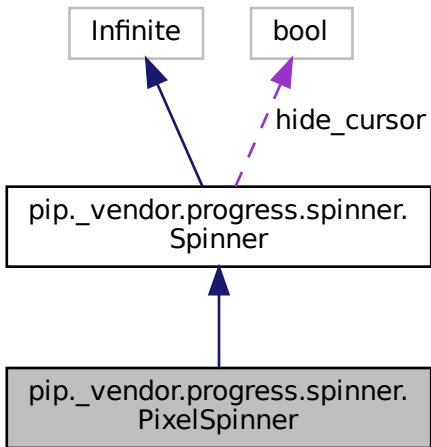 Infinite
bool
hide_cursor
pip._vendor.progress.spinner.
Spinner
pip._vendor.progress.spinner.
PixelSpinner